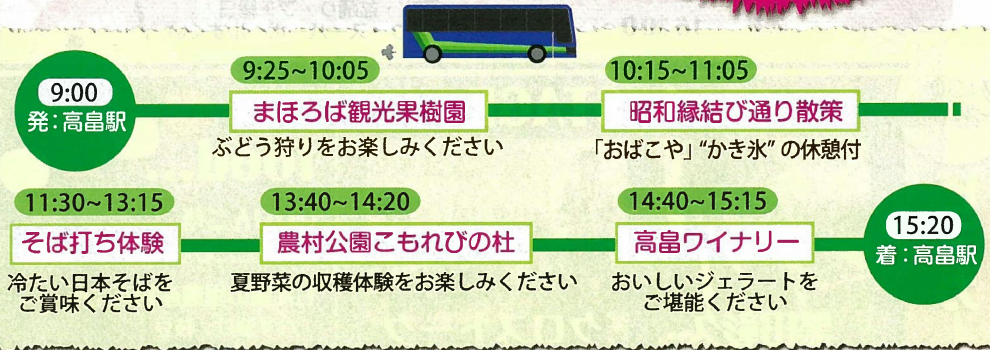 9:00
発：高畠駅
9:25~10:05
まほろば観光果樹園
ぶどう狩りをお楽しみください
10:15~11:05
昭和縁結び通り散策
「おばこや」“かき氷”の休憩付
11:30~13:15
そば打ち体験
冷たい日本そばを
ご賞味ください
13:40~14:20
農村公園こもれびの杜
夏野菜の収穫体験をお楽しみください
14:40~15:15
高畠ワイナリー
おいしいジェラートを
ご堪能ください
15:20
着：高畠駅